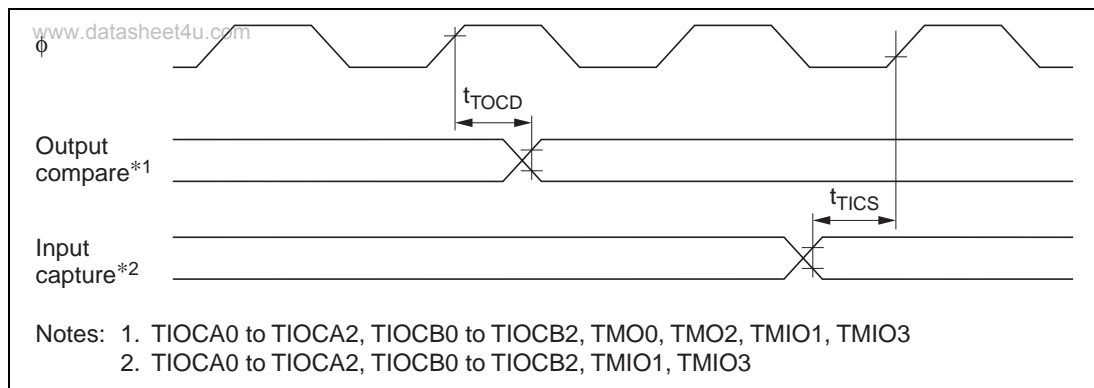 www.datasheet4u.com
ϕ
tTOCD
Output
compare*1
tTICS
Input
capture*2
Notes: 1. TIOCA0 to TIOCA2, TIOCB0 to TIOCB2, TMO0, TMO2, TMIO1, TMIO3
2. TIOCA0 to TIOCA2, TIOCB0 to TIOCB2, TMIO1, TMIO3